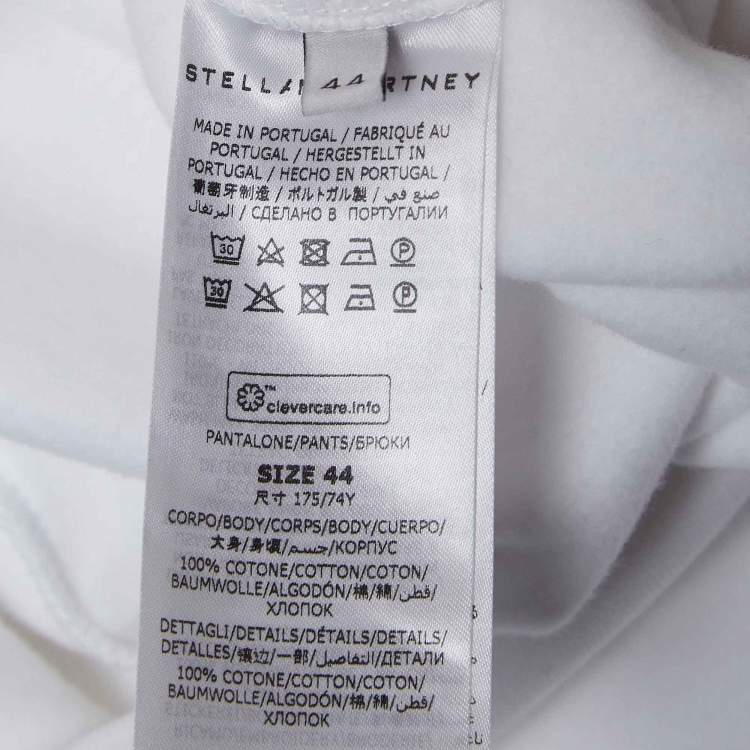 44
STELLA RTNEY
MADE IN PORTUGAL / FABRIQUÉ AU
PORTUGAL / HERGESTELLT IN
PORTUGAL / HECHO EN PORTUGAL /
葡萄牙制造 / ポルトガル製 / صنع في
البرتغال / СДЕЛАНО В ПОРТУГАЛИИ
30 P
30 P
™
clevercare.info
PANTALONE/PANTS/БРЮКИ
SIZE 44
尺寸 175/74Y
CORPO/BODY/CORPS/BODY/CUERPO/
大身/身頃/جسم/КОРПУС
100% COTONE/COTTON/COTON/
BAUMWOLLE/ALGODÓN/棉/綿/قطن/
ХЛОПОК
DETTAGLI/DETAILS/DÉTAILS/DETAILS/
DETALLES/镶边/一部/التفاصيل/ДЕТАЛИ
100% COTONE/COTTON/COTON/
BAUMWOLLE/ALGODÓN/棉/綿/قطن/
ХЛОПОК